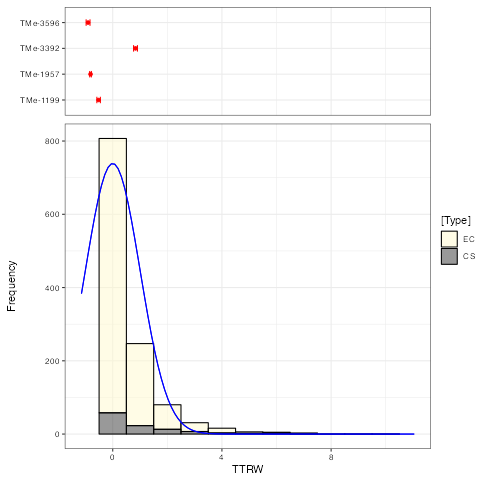 TMe-3596
TMe-3392
TMe-1957
TMe-1199
800
600
400
200
0
Frequency
0 4 8
TTRW
[Type]
EC
CS